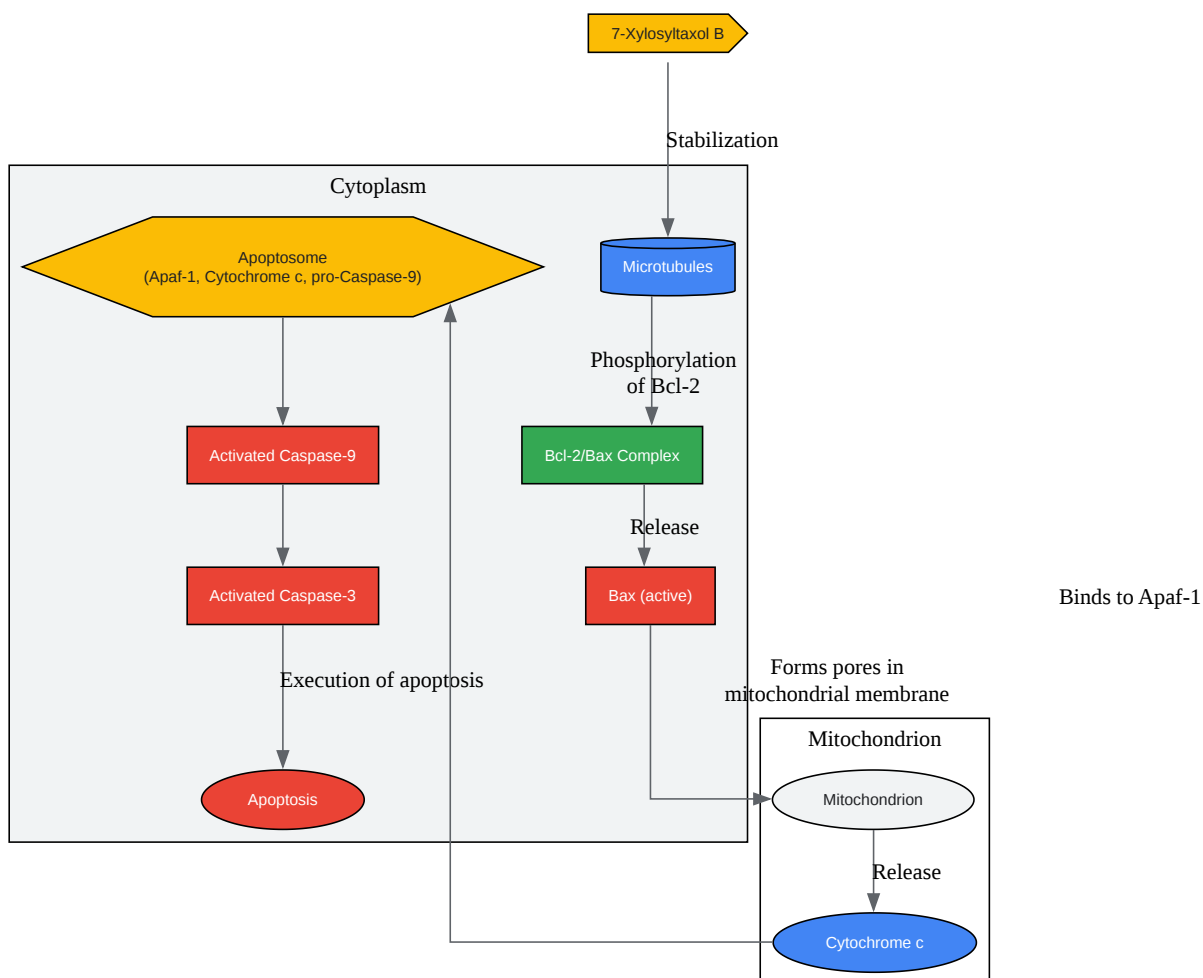 7-Xylosyltaxol B
Stabilization
Cytoplasm
Apoptosome
(Apaf-1, Cytochrome c, pro-Caspase-9)
Microtubules
Phosphorylation
of Bcl-2
Activated Caspase-9
Bcl-2/Bax Complex
Release
Activated Caspase-3
Bax (active)
Binds to Apaf-1
Execution of apoptosis
Forms pores in
mitochondrial membrane
Mitochondrion
Apoptosis
Mitochondrion
Release
Cytochrome c